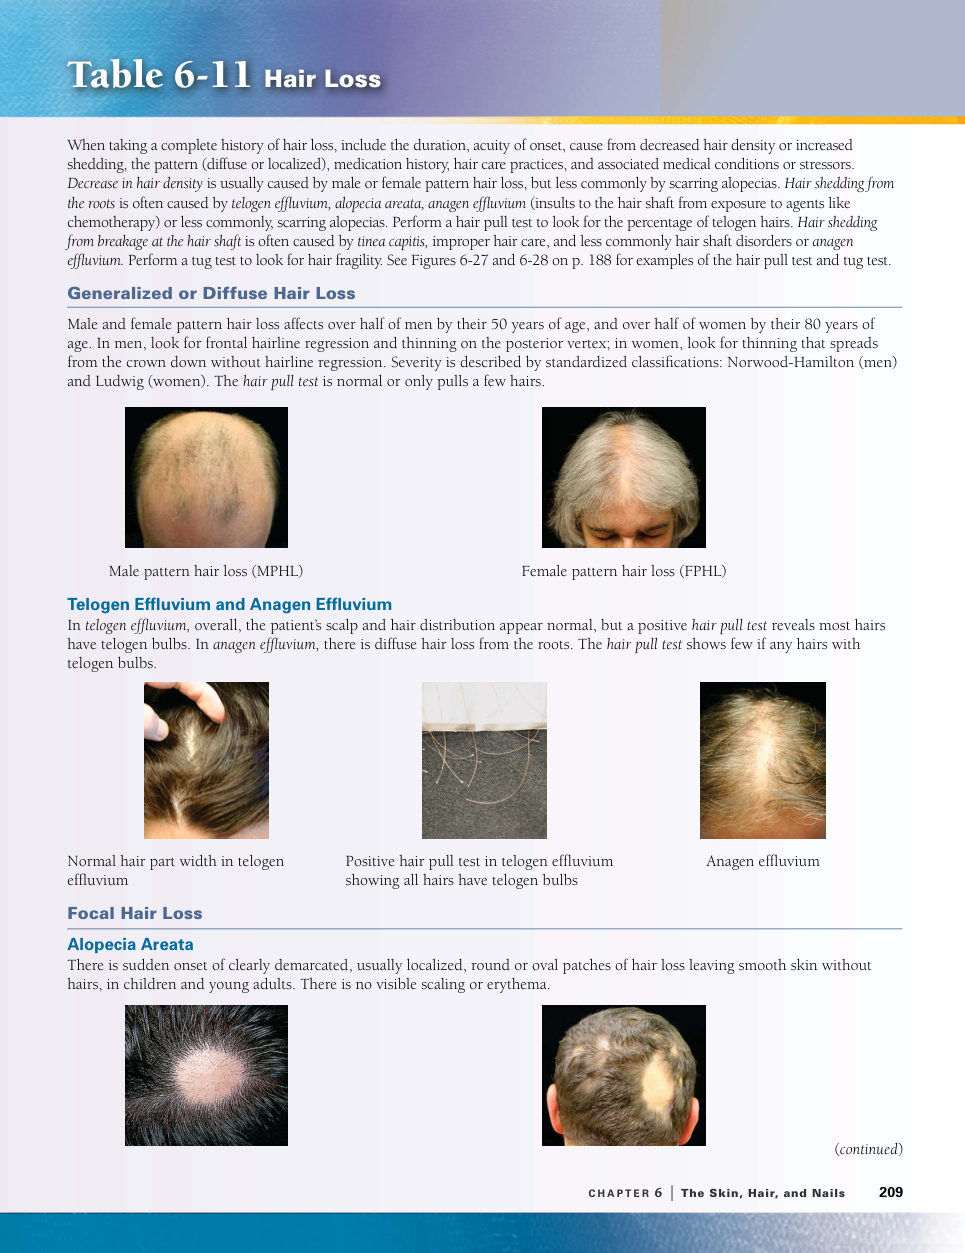 Table 6-11 Hair Loss
When taking a complete history of hair loss, include the duration, acuity of onset, cause from decreased hair density or increased
shedding, the pattern (diffuse or localized), medication history, hair care practices, and associated medical conditions or stressors.
Decrease in hair density is usually caused by male or female pattern hair loss, but less commonly by scarring alopecias. Hair shedding from
the roots is often caused by telogen effluvium, alopecia areata, anagen effluvium (insults to the hair shaft from exposure to agents like
chemotherapy) or less commonly, scarring alopecias. Perform a hair pull test to look for the percentage of telogen hairs. Hair shedding
from breakage at the hair shaft is often caused by tinea capitis, improper hair care, and less commonly hair shaft disorders or anagen
effluvium. Perform a tug test to look for hair fragility. See Figures 6-27 and 6-28 on p. 188 for examples of the hair pull test and tug test.
Generalized or Diffuse Hair Loss
Male and female pattern hair loss affects over half of men by their 50 years of age, and over half of women by their 80 years of
age. In men, look for frontal hairline regression and thinning on the posterior vertex; in women, look for thinning that spreads
from the crown down without hairline regression. Severity is described by standardized classifications: Norwood-Hamilton (men)
and Ludwig (women). The hair pull test is normal or only pulls a few hairs.
Male pattern hair loss (MPHL)
Female pattern hair loss (FPHL)
Telogen Effluvium and Anagen Effluvium
In telogen effluvium, overall, the patient's scalp and hair distribution appear normal, but a positive hair pull test reveals most hairs
have telogen bulbs. In anagen effluvium, there is diffuse hair loss from the roots. The hair pull test shows few if any hairs with
telogen bulbs.
Normal hair part width in telogen
effluvium
Positive hair pull test in telogen effluvium
showing all hairs have telogen bulbs
Anagen effluvium
Focal Hair Loss
Alopecia Areata
There is sudden onset of clearly demarcated, usually localized, round or oval patches of hair loss leaving smooth skin without
hairs, in children and young adults. There is no visible scaling or erythema.
(continued)
CHAPTER 6 | The Skin, Hair, and Nails 209